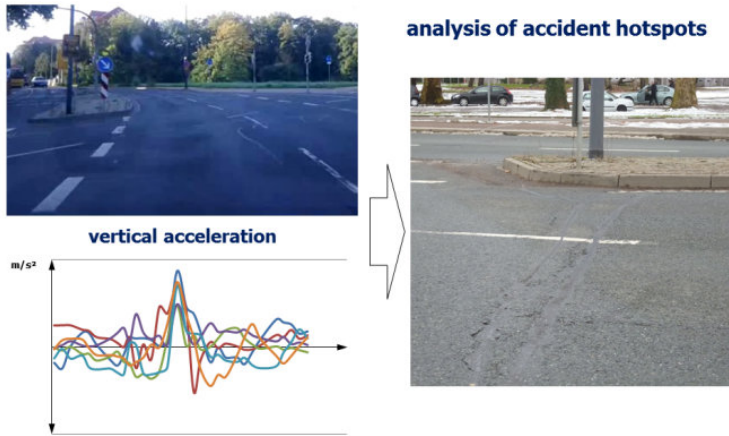 analysis of accident hotspots
vertical acceleration
m/s²